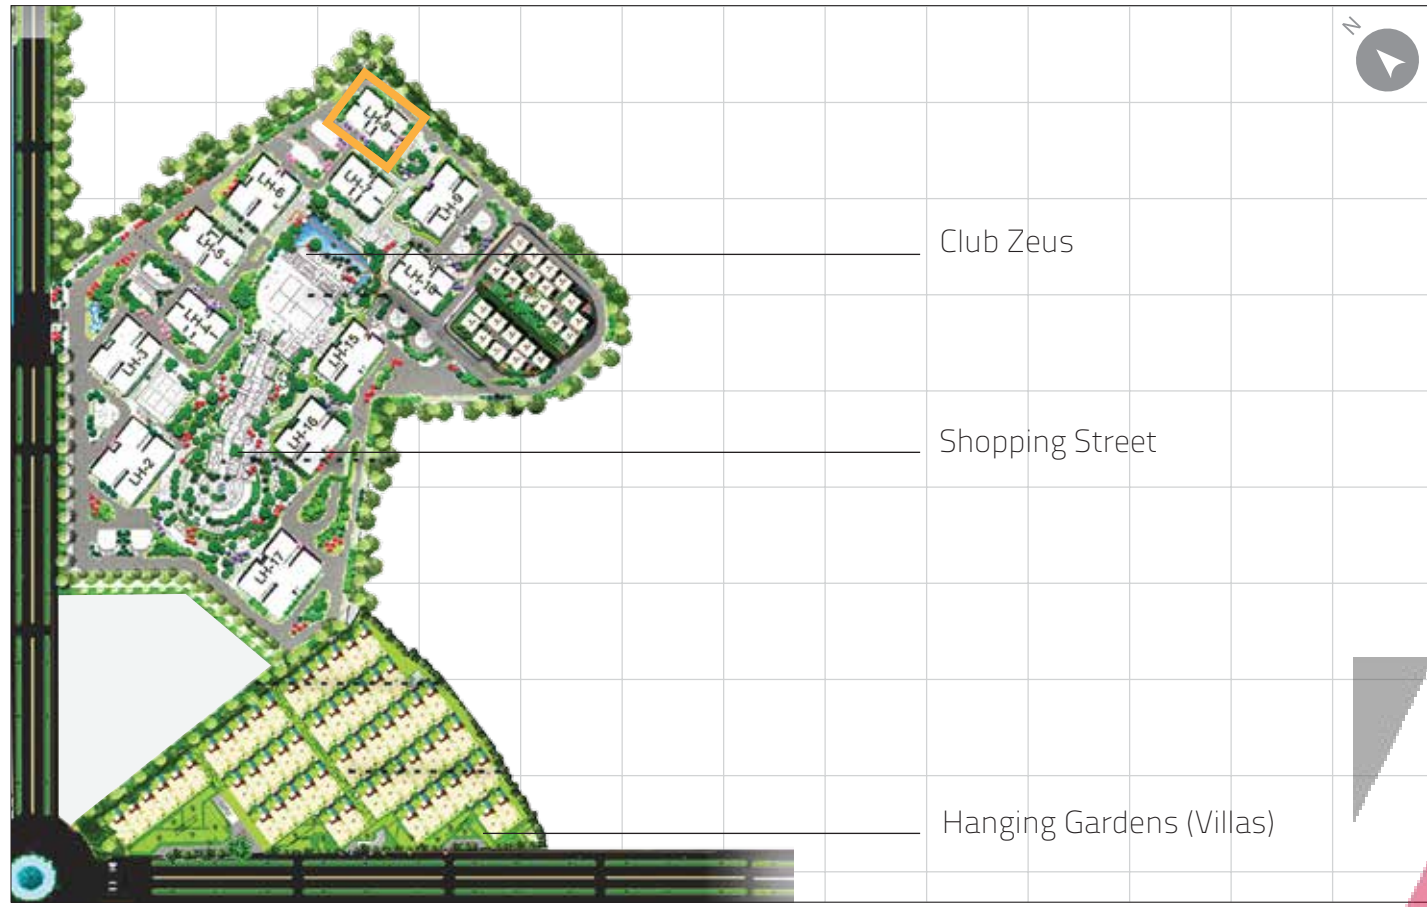 N
LH-8
LH-7
LH-6
LH-9
LH-5
LH-10
LH-4
LH-15
LH-3
LH-16
LH-2
LH-17
Club Zeus
Shopping Street
Hanging Gardens (Villas)